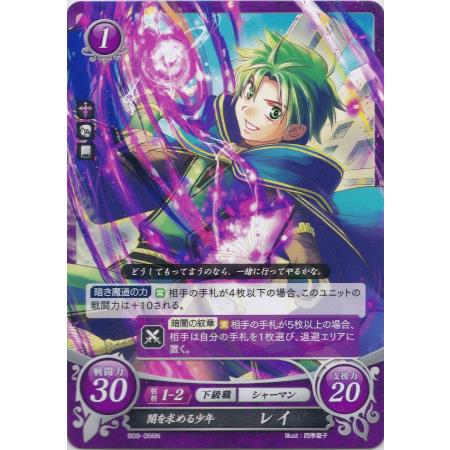 1
どうしてもって言うのなら、一緒に行ってやるかな。
暗き魔道の力 常 相手の手札が4枚以下の場合、このユニットの
戦闘力は+10される。
暗闇の紋章 攻 相手の手札が5枚以上の場合、
相手は自分の手札を1枚選び、退避エリアに
置く。
戦闘力 30
射程 1-2 下級職 シャーマン
支援力 20
闇を求める少年 レイ
B09-066N
Illust:四季童子